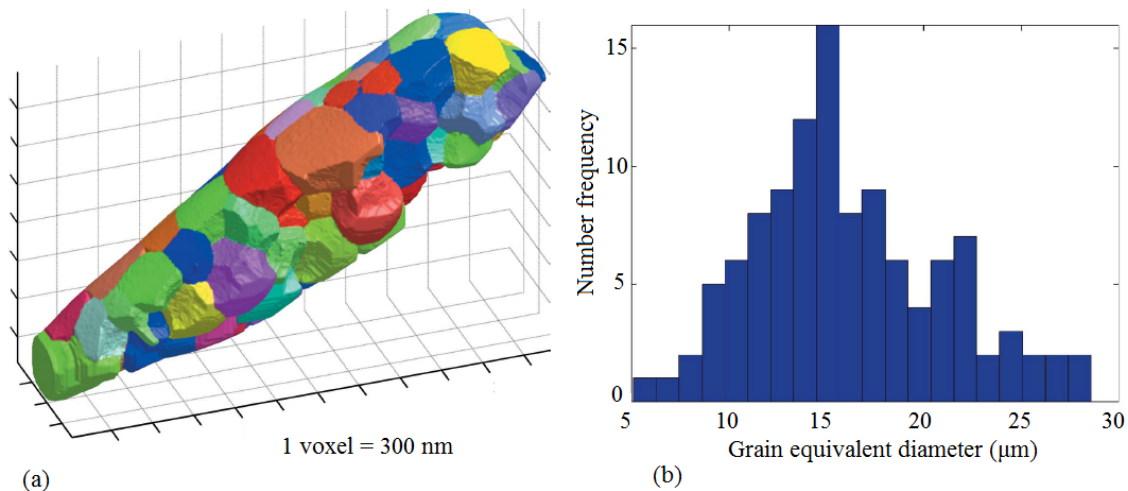 1 voxel = 300 nm
(a)
15
10
5
0
Number frequency
5 10 15 20 25 30
Grain equivalent diameter (μm)
(b)